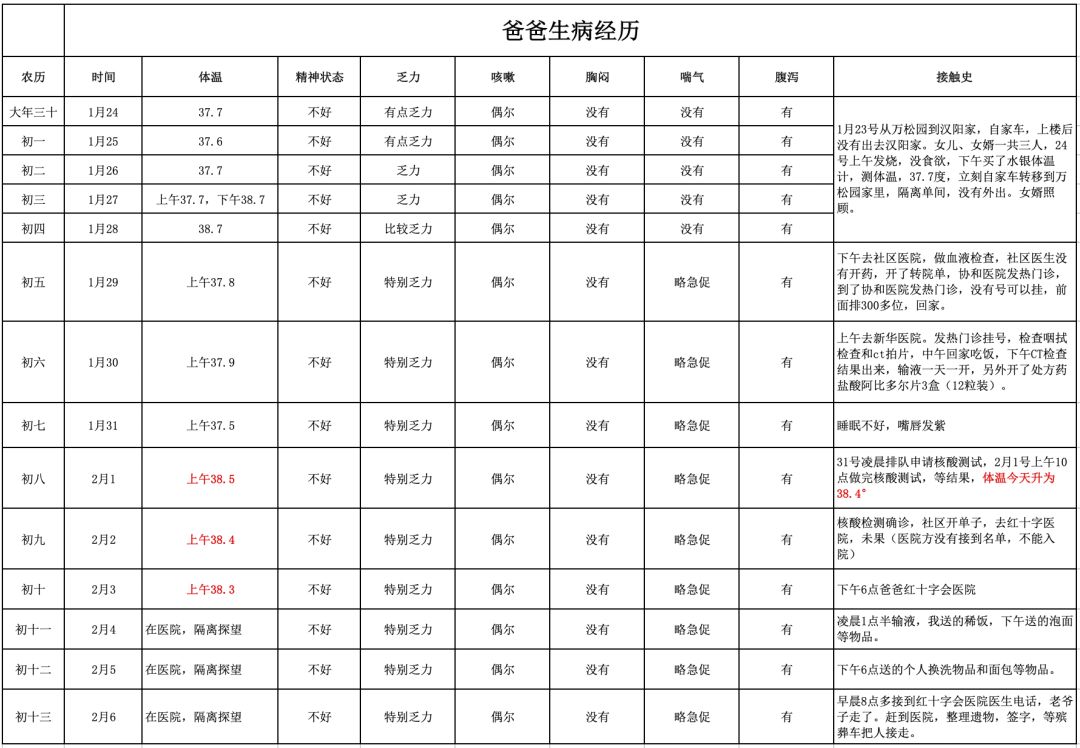 爸爸生病经历
农历 时间 体温 精神状态 乏力 咳嗽 胸闷 喘气 腹泻 接触史
大年三十 1月24 37.7 不好 有点乏力 偶尔 没有 没有 有
初一 1月25 37.6 不好 有点乏力 偶尔 没有 没有 有
初二 1月26 37.7 不好 乏力 偶尔 没有 没有 有
初三 1月27 上午37.7，下午38.7 不好 乏力 偶尔 没有 没有 有
初四 1月28 38.7 不好 比较乏力 偶尔 没有 没有 有
1月23号从万松园到汉阳家，自家车，上楼后
没有出去汉阳家。女儿、女婿一共三人，24
号上午发烧，没食欲，下午买了水银体温
计，测体温，37.7度，立刻自家车转移到万
松园家里，隔离单间，没有外出。女婿照
顾。
初五 1月29 上午37.8 不好 特别乏力 偶尔 没有 略急促 有
下午去社区医院，做血液检查，社区医生没
有开药，开了转院单，协和医院发热门诊，
到了协和医院发热门诊，没有号可以挂，前
面排300多位，回家。
初六 1月30 上午37.9 不好 特别乏力 偶尔 没有 略急促 有
上午去新华医院。发热门诊挂号，检查咽拭
检查和ct拍片，中午回家吃饭，下午CT检查
结果出来，输液一天一开，另外开了处方药
盐酸阿比多尔片3盒（12粒装）。
初七 1月31 上午37.5 不好 特别乏力 偶尔 没有 略急促 有 睡眠不好，嘴唇发紫
初八 2月1 上午38.5 不好 特别乏力 偶尔 没有 略急促 有
31号凌晨排队申请核酸测试，2月1号上午10
点做完核酸测试，等结果，体温今天升为
38.4°
初九 2月2 上午38.4 不好 特别乏力 偶尔 没有 略急促 有
核酸检测确诊，社区开单子，去红十字医
院，未果（医院方没有接到名单，不能入
院）
初十 2月3 上午38.3 不好 特别乏力 偶尔 没有 略急促 有 下午6点爸爸红十字会医院
初十一 2月4 在医院，隔离探望 不好 特别乏力 偶尔 没有 略急促 有
凌晨1点半输液，我送的稀饭，下午送的泡面
等物品。
初十二 2月5 在医院，隔离探望 不好 特别乏力 偶尔 没有 略急促 有 下午6点送的个人换洗物品和面包等物品。
初十三 2月6 在医院，隔离探望 不好 特别乏力 偶尔 没有 略急促 有
早晨8点多接到红十字会医院医生电话，老爷
子走了。赶到医院，整理遗物，签字，等殡
葬车把人接走。